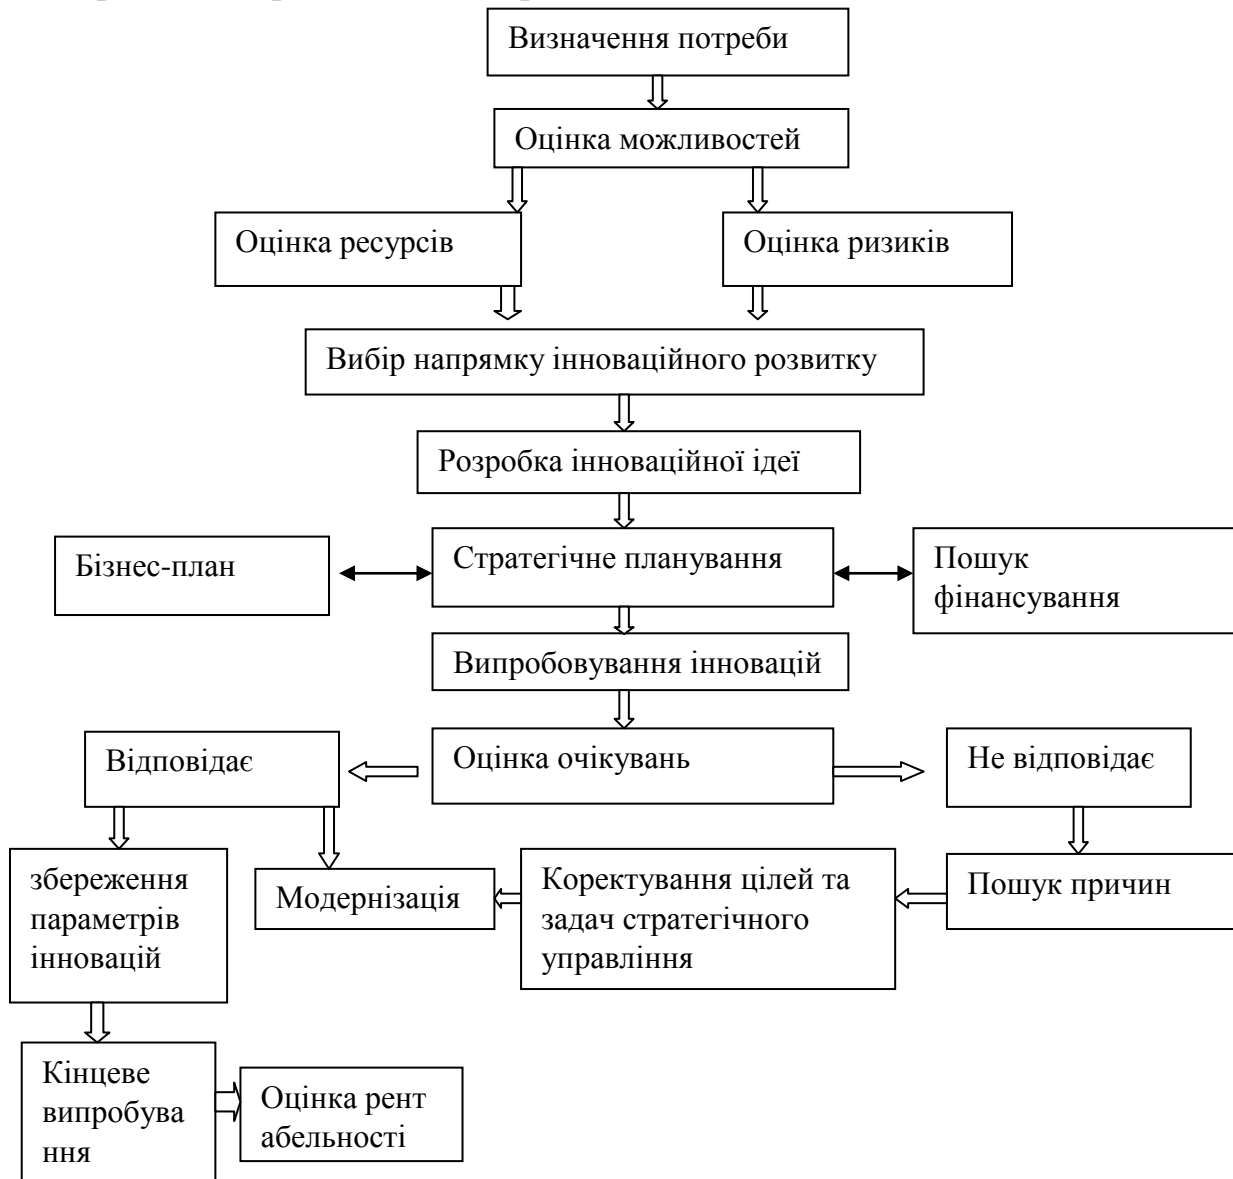 Визначення потреби
Оцінка можливостей
Оцінка ресурсів
Оцінка ризиків
Вибір напрямку інноваційного розвитку
Розробка інноваційної ідеї
Бізнес-план
Стратегічне планування
Пошук
фінансування
Випробовування інновацій
Відповідає
Оцінка очікувань
Не відповідає
збереження
параметрів
інновацій
Модернізація
Коректування цілей та
задач стратегічного
управління
Пошук причин
Кінцеве
випробува
ння
Оцінка рент
абельності